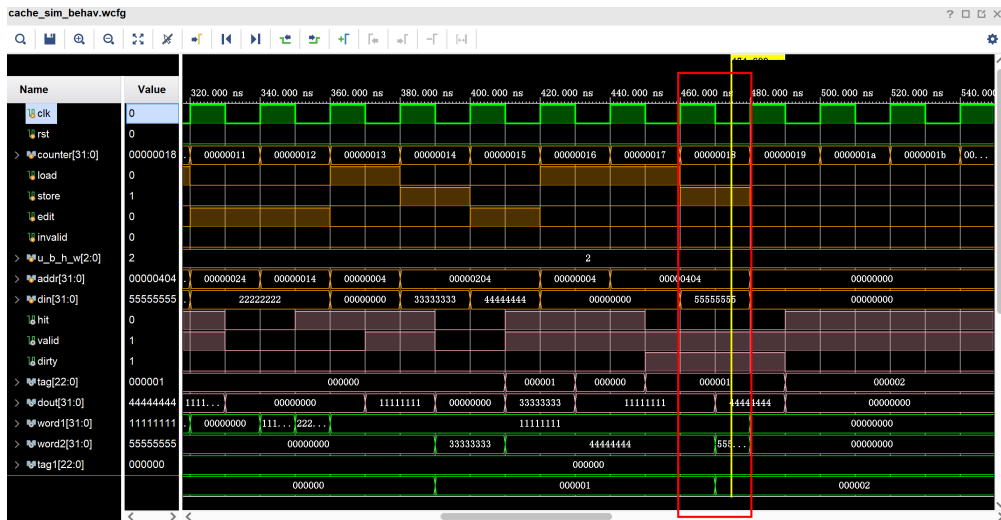 cache_sim_behav.wcfg
Name Value
320.000 ns 340.000 ns 360.000 ns 380.000 ns 400.000 ns 420.000 ns 440.000 ns 460.000 ns 480.000 ns 500.000 ns 520.000 ns 540.000
clk 0
rst 0
counter[31:0] 00000018 00000011 00000012 00000013 00000014 00000015 00000016 00000017 00000018 00000019 0000001a 0000001b 00...
load 0
store 1
edit 0
invalid 0
u_b_h_w[2:0] 2 2
addr[31:0] 00000404 00000024 00000014 00000004 00000204 00000004 00000404 00000000
din[31:0] 55555555 22222222 00000000 33333333 44444444 00000000 55555555 00000000
hit 0
valid 1
dirty 1
tag[22:0] 000001 000000 000001 000000 000001 000002
dout[31:0] 44444444 1111... 00000000 11111111 00000000 33333333 11111111 44444444 00000000
word1[31:0] 11111111 00000000 111... 222... 11111111 00000000
word2[31:0] 55555555 00000000 33333333 44444444 555... 00000000
tag1[22:0] 000000 000000
000000 000001 000002